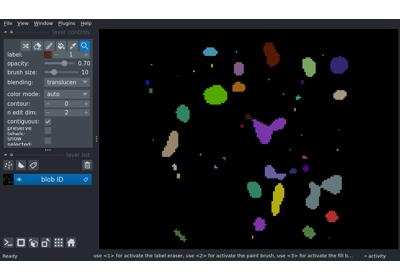 File View Window Plugins Help
layer controls
label: 1
opacity: 0.70
brush size: 10
blending: translucen
color mode: auto
contour: 0
n edit dim: 2
contiguous:
preserve labels:
show selected:
layer list
blob ID
Ready use <1> for activate the label eraser, use <2> for activate the paint brush, use <3> for activate the fill b... activity